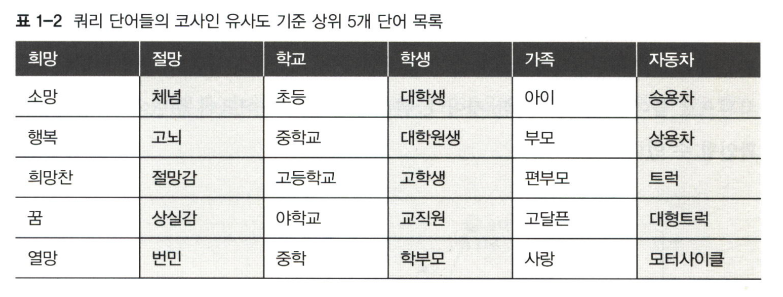 표 1-2 쿼리 단어들의 코사인 유사도 기준 상위 5개 단어 목록
희망 절망 학교 학생 가족 자동차
소망 체념 초등 대학생 아이 승용차
행복 고뇌 중학교 대학원생 부모 상용차
희망찬 절망감 고등학교 고학생 편부모 트럭
꿈 상실감 야학교 교직원 고달픈 대형트럭
열망 번민 중학 학부모 사랑 모터사이클